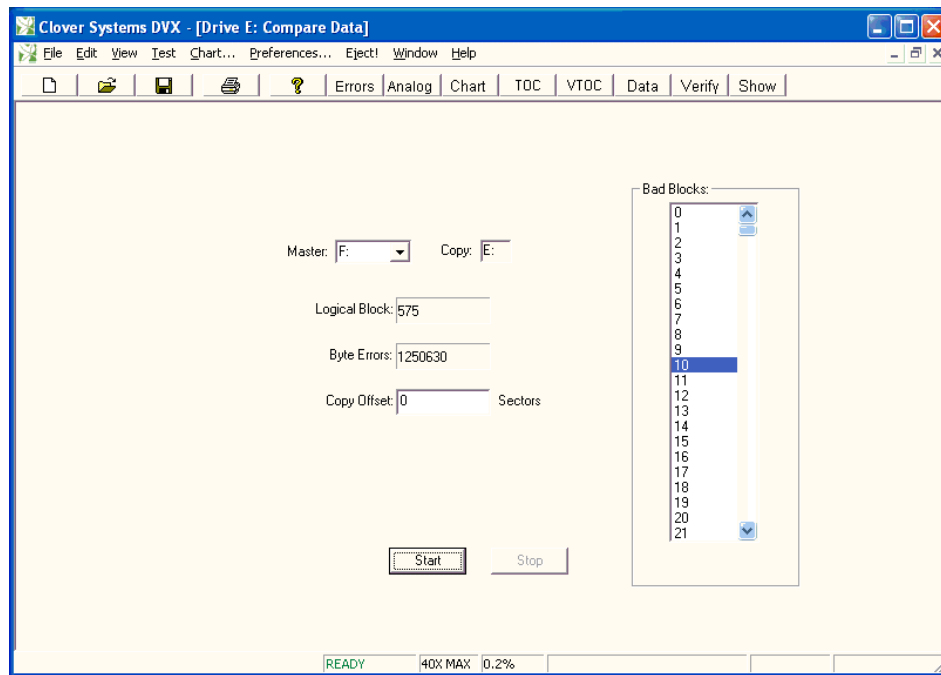 Clover Systems DVX - [Drive E: Compare Data]
File Edit View Test Chart... Preferences... Eject! Window Help
Errors Analog Chart TOC VTOC Data Verify Show
Bad Blocks:
0
1
2
3
4
5
6
7
8
9
10
11
12
13
14
15
16
17
18
19
20
21
Master: F: Copy: E:
Logical Block: 575
Byte Errors: 1250630
Copy Offset: 0 Sectors
Start Stop
READY 40X MAX 0.2%